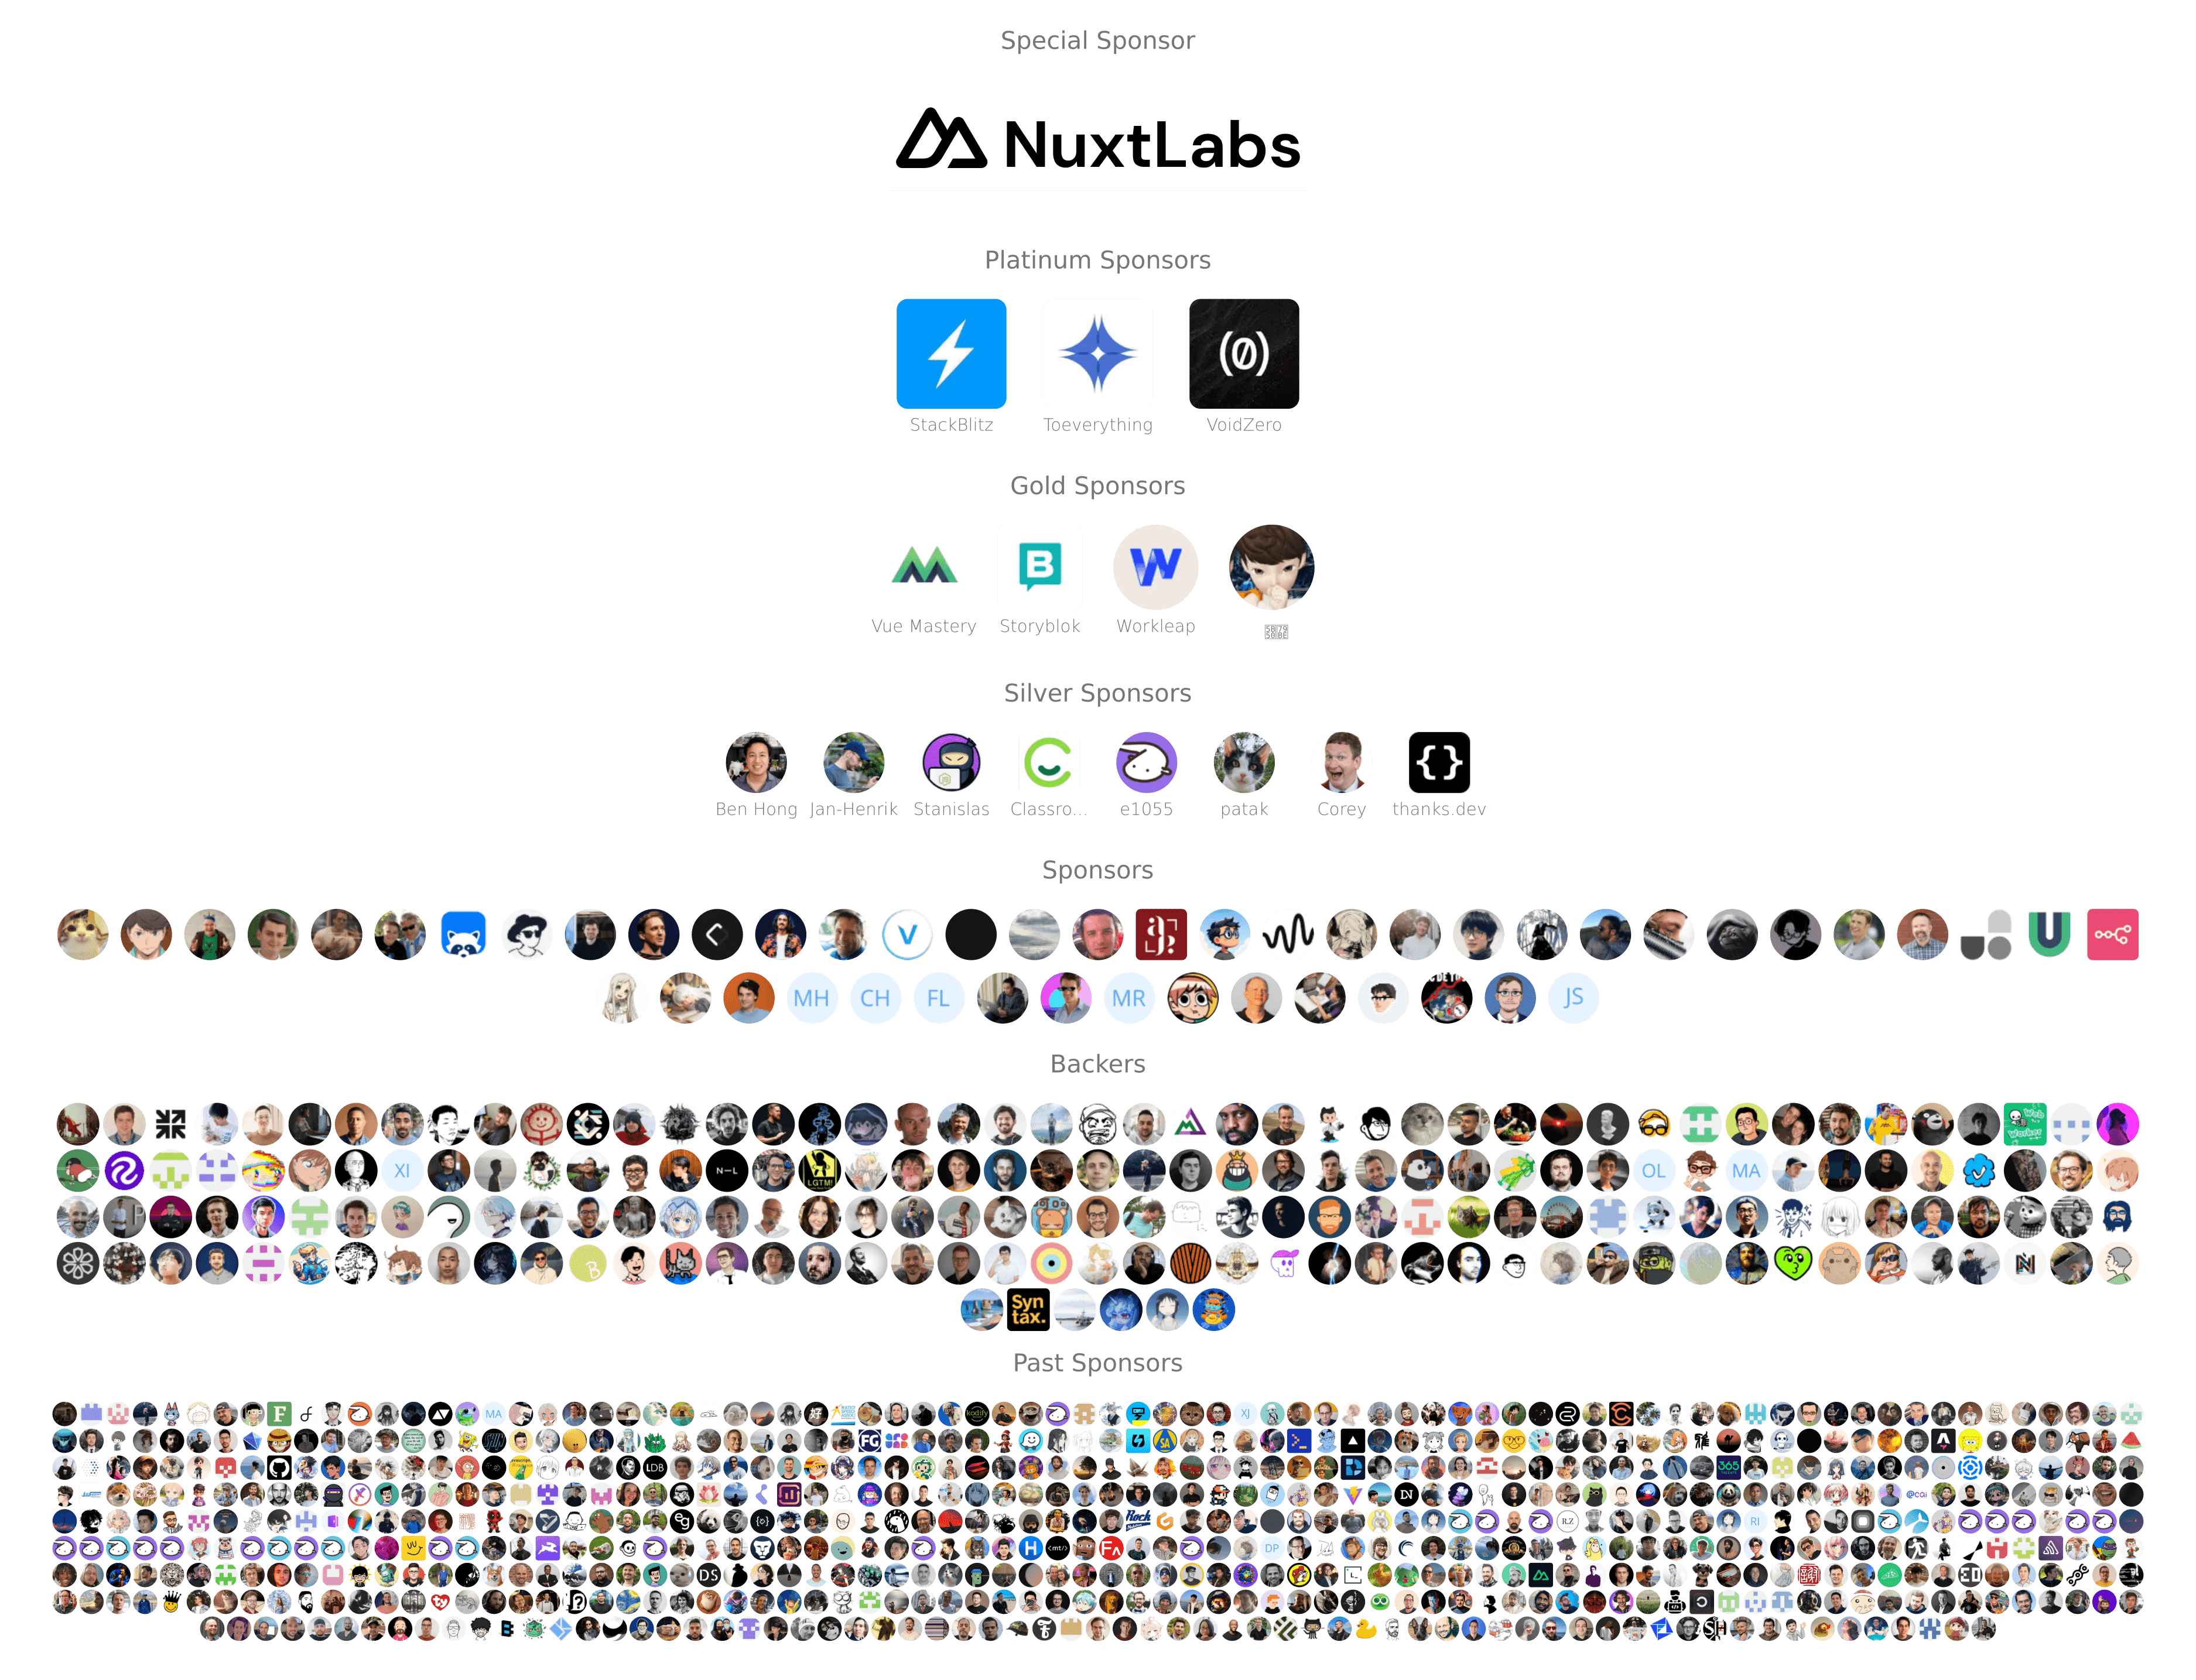 Special Sponsor
NuxtLabs
Platinum Sponsors
StackBlitz Toeverything VoidZero
Gold Sponsors
Vue Mastery Storyblok Workleap
Silver Sponsors
Ben Hong Jan-Henrik Stanislas Classro... e1055 patak Corey thanks.dev
Sponsors
MH CH FL MR JS
Backers
XI N—L LGTM! OL MA
Syn
tax.
Past Sponsors